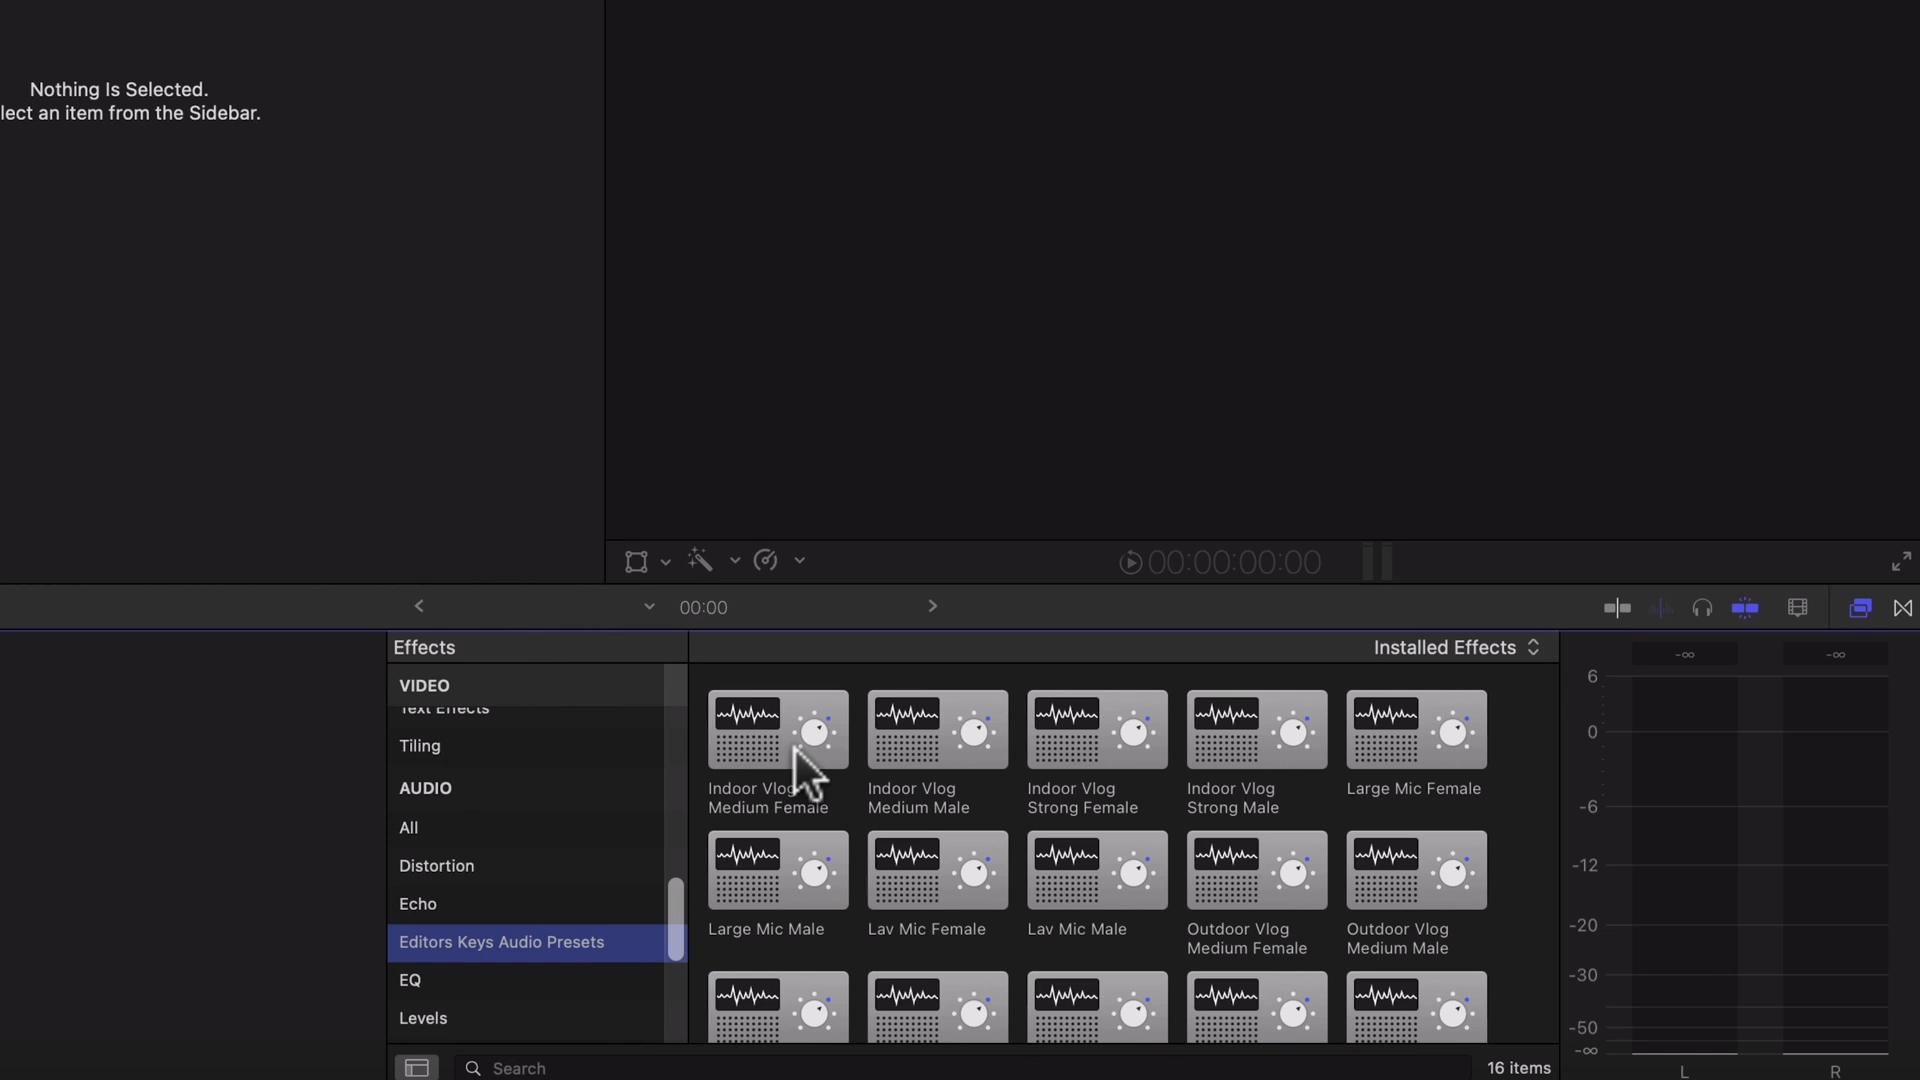 Nothing Is Selected.
lect an item from the Sidebar.
00:00:00:00
00:00
Effects
Installed Effects
VIDEO
Text Effects
Tiling
AUDIO
All
Distortion
Echo
Editors Keys Audio Presets
EQ
Levels
Indoor Vlog
Medium Female
Indoor Vlog
Medium Male
Indoor Vlog
Strong Female
Indoor Vlog
Strong Male
Large Mic Female
Large Mic Male
Lav Mic Female
Lav Mic Male
Outdoor Vlog
Medium Female
Outdoor Vlog
Medium Male
Search
16 items
-∞
-∞
6
0
-6
-12
-20
-30
-50
-∞
L
R